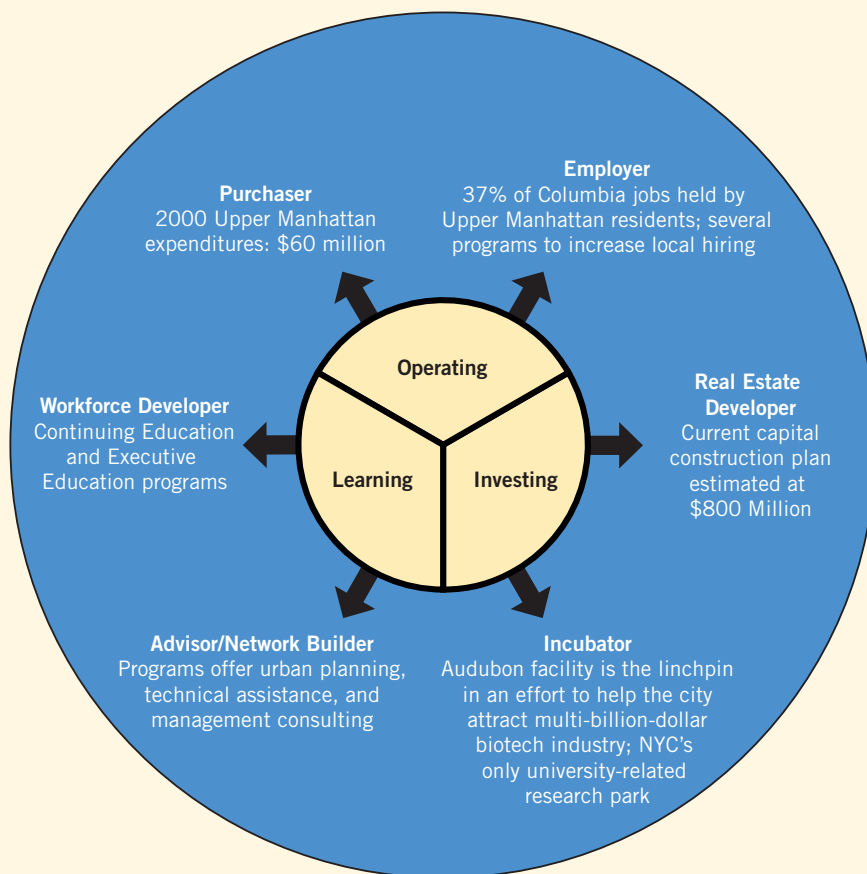 Purchaser
2000 Upper Manhattan
expenditures: $60 million
Employer
37% of Columbia jobs held by
Upper Manhattan residents; several
programs to increase local hiring
Operating
Learning
Investing
Workforce Developer
Continuing Education
and Executive
Education programs
Real Estate
Developer
Current capital
construction plan
estimated at
$800 Million
Advisor/Network Builder
Programs offer urban planning,
technical assistance, and
management consulting
Incubator
Audubon facility is the linchpin
in an effort to help the city
attract multi-billion-dollar
biotech industry; NYC’s
only university-related
research park